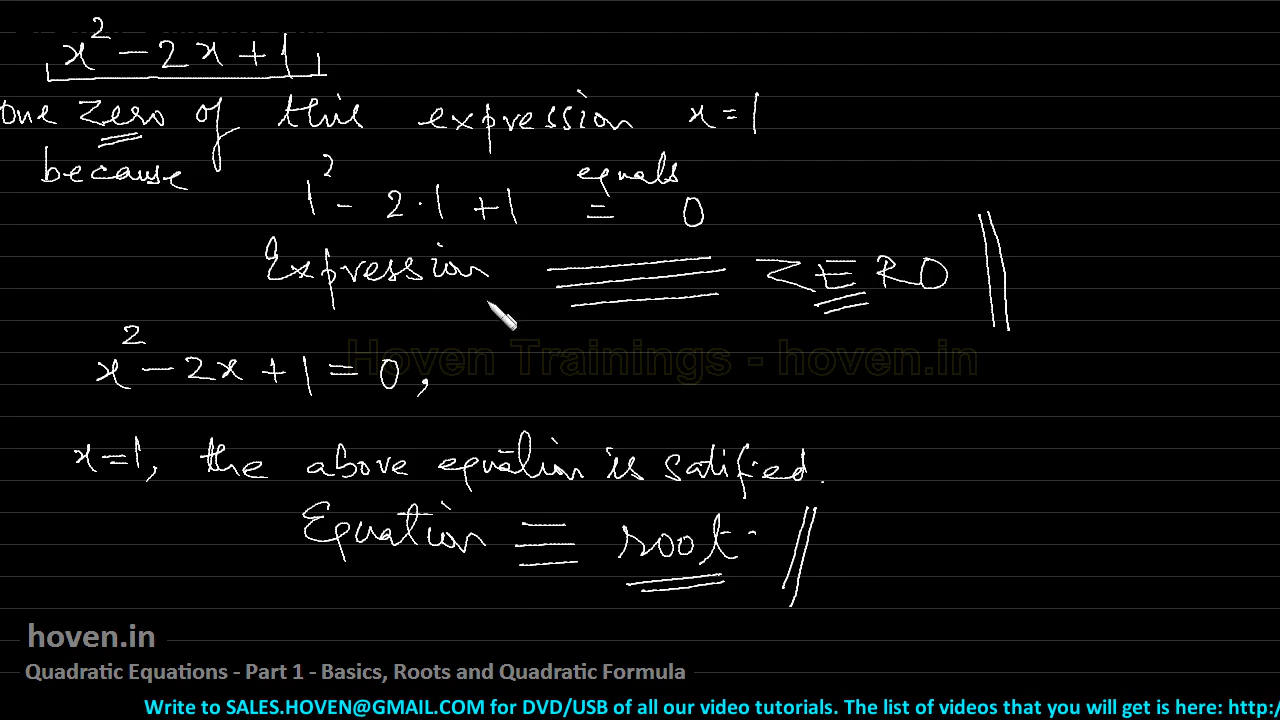 x² - 2x + 1
One zero of this expression x = 1
because 1² - 2·1 + 1 equals = 0
Expression ≡ ZERO
Hoven Trainings - hoven.in
x² - 2x + 1 = 0,
x=1, the above equation is satified.
Equation ≡ root.
hoven.in
Quadratic Equations - Part 1 - Basics, Roots and Quadratic Formula
Write to SALES.HOVEN@GMAIL.COM for DVD/USB of all our video tutorials. The list of videos that you will get is here: http:/